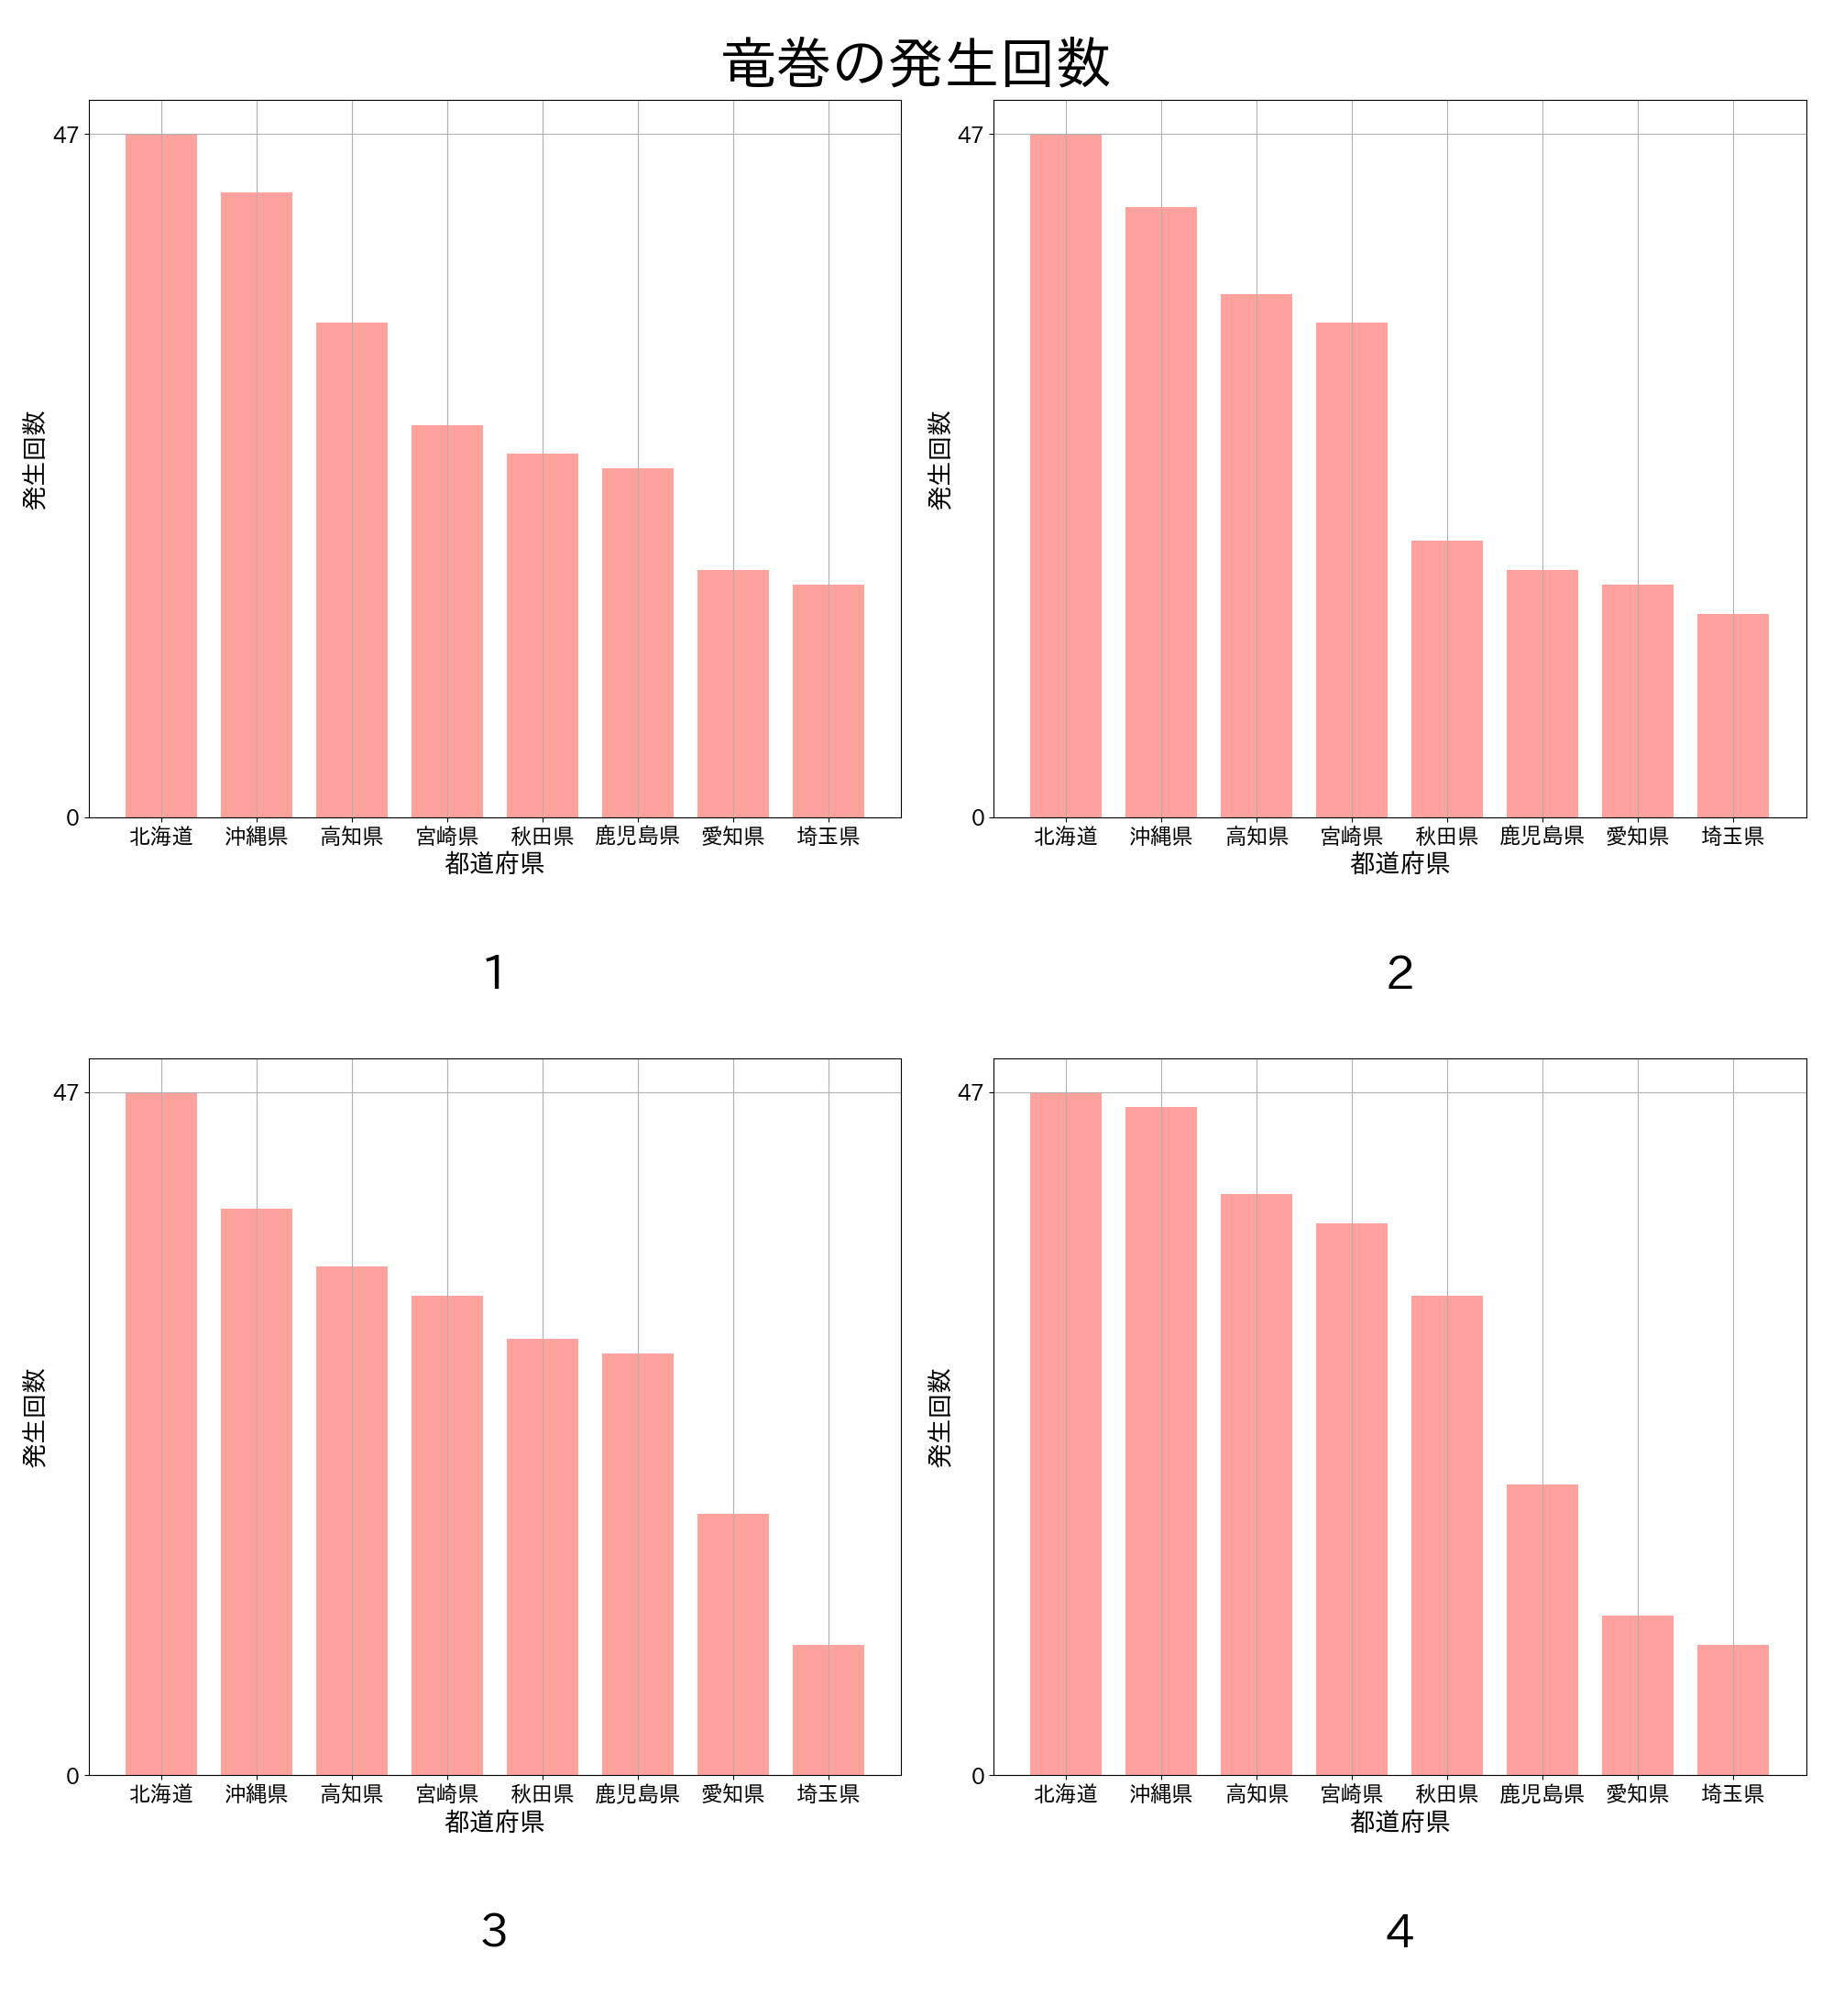 竜巻の発生回数
47
0
発生回数
北海道 沖縄県 高知県 宮崎県 秋田県 鹿児島県 愛知県 埼玉県
都道府県
1
47
0
発生回数
北海道 沖縄県 高知県 宮崎県 秋田県 鹿児島県 愛知県 埼玉県
都道府県
2
47
0
発生回数
北海道 沖縄県 高知県 宮崎県 秋田県 鹿児島県 愛知県 埼玉県
都道府県
3
47
0
発生回数
北海道 沖縄県 高知県 宮崎県 秋田県 鹿児島県 愛知県 埼玉県
都道府県
4